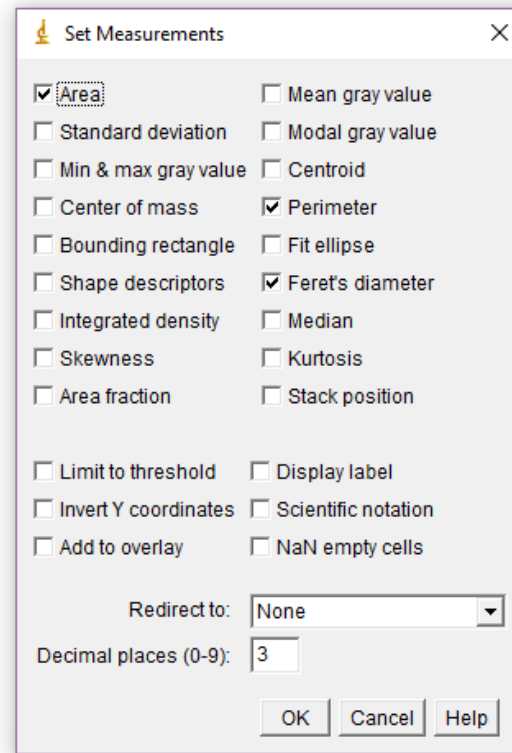 Set Measurements
Area
Mean gray value
Standard deviation
Modal gray value
Min & max gray value
Centroid
Center of mass
Perimeter
Bounding rectangle
Fit ellipse
Shape descriptors
Feret's diameter
Integrated density
Median
Skewness
Kurtosis
Area fraction
Stack position
Limit to threshold
Display label
Invert Y coordinates
Scientific notation
Add to overlay
NaN empty cells
Redirect to: None
Decimal places (0-9): 3
OK Cancel Help